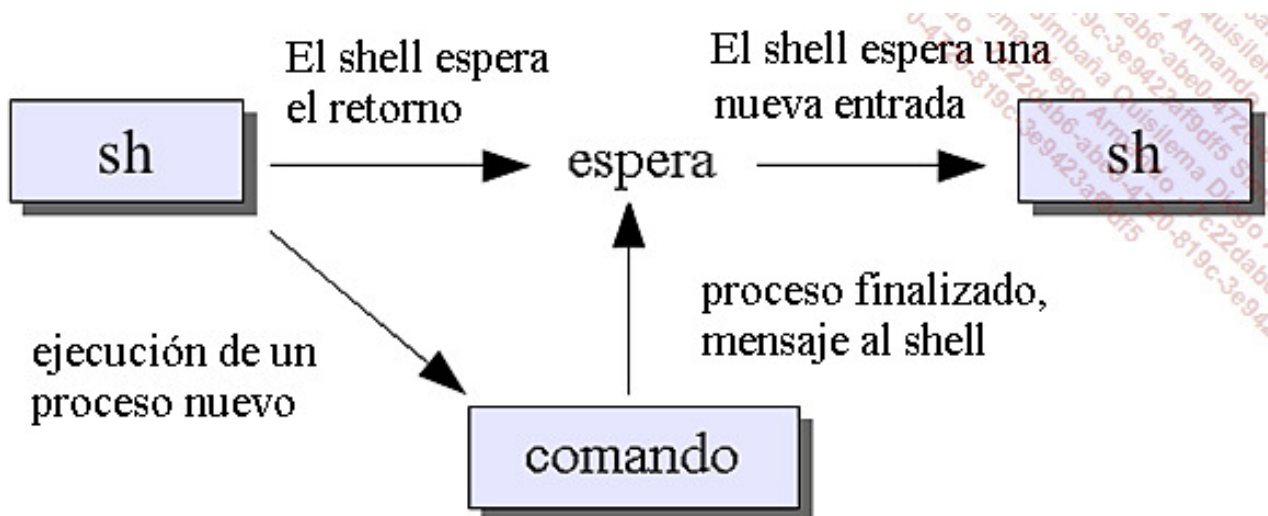 El shell espera
el retorno
El shell espera una
nueva entrada
sh
espera
sh
ejecución de un
proceso nuevo
proceso finalizado,
mensaje al shell
comando